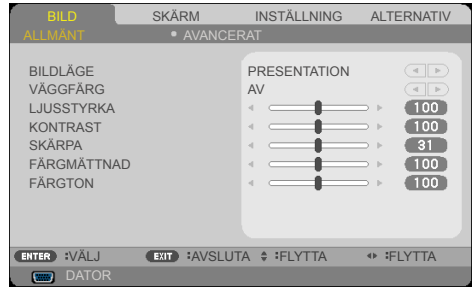 BILD SKÄRM INSTÄLLNING ALTERNATIV
ALLMÄNT • AVANCERAT
BILDLÄGE PRESENTATION
VÄGGFÄRG AV
LJUSSTYRKA 100
KONTRAST 100
SKÄRPA 31
FÄRGMÄTTNAD 100
FÄRGTON 100
ENTER :VÄLJ EXIT :AVSLUTA :FLYTTA :FLYTTA
DATOR